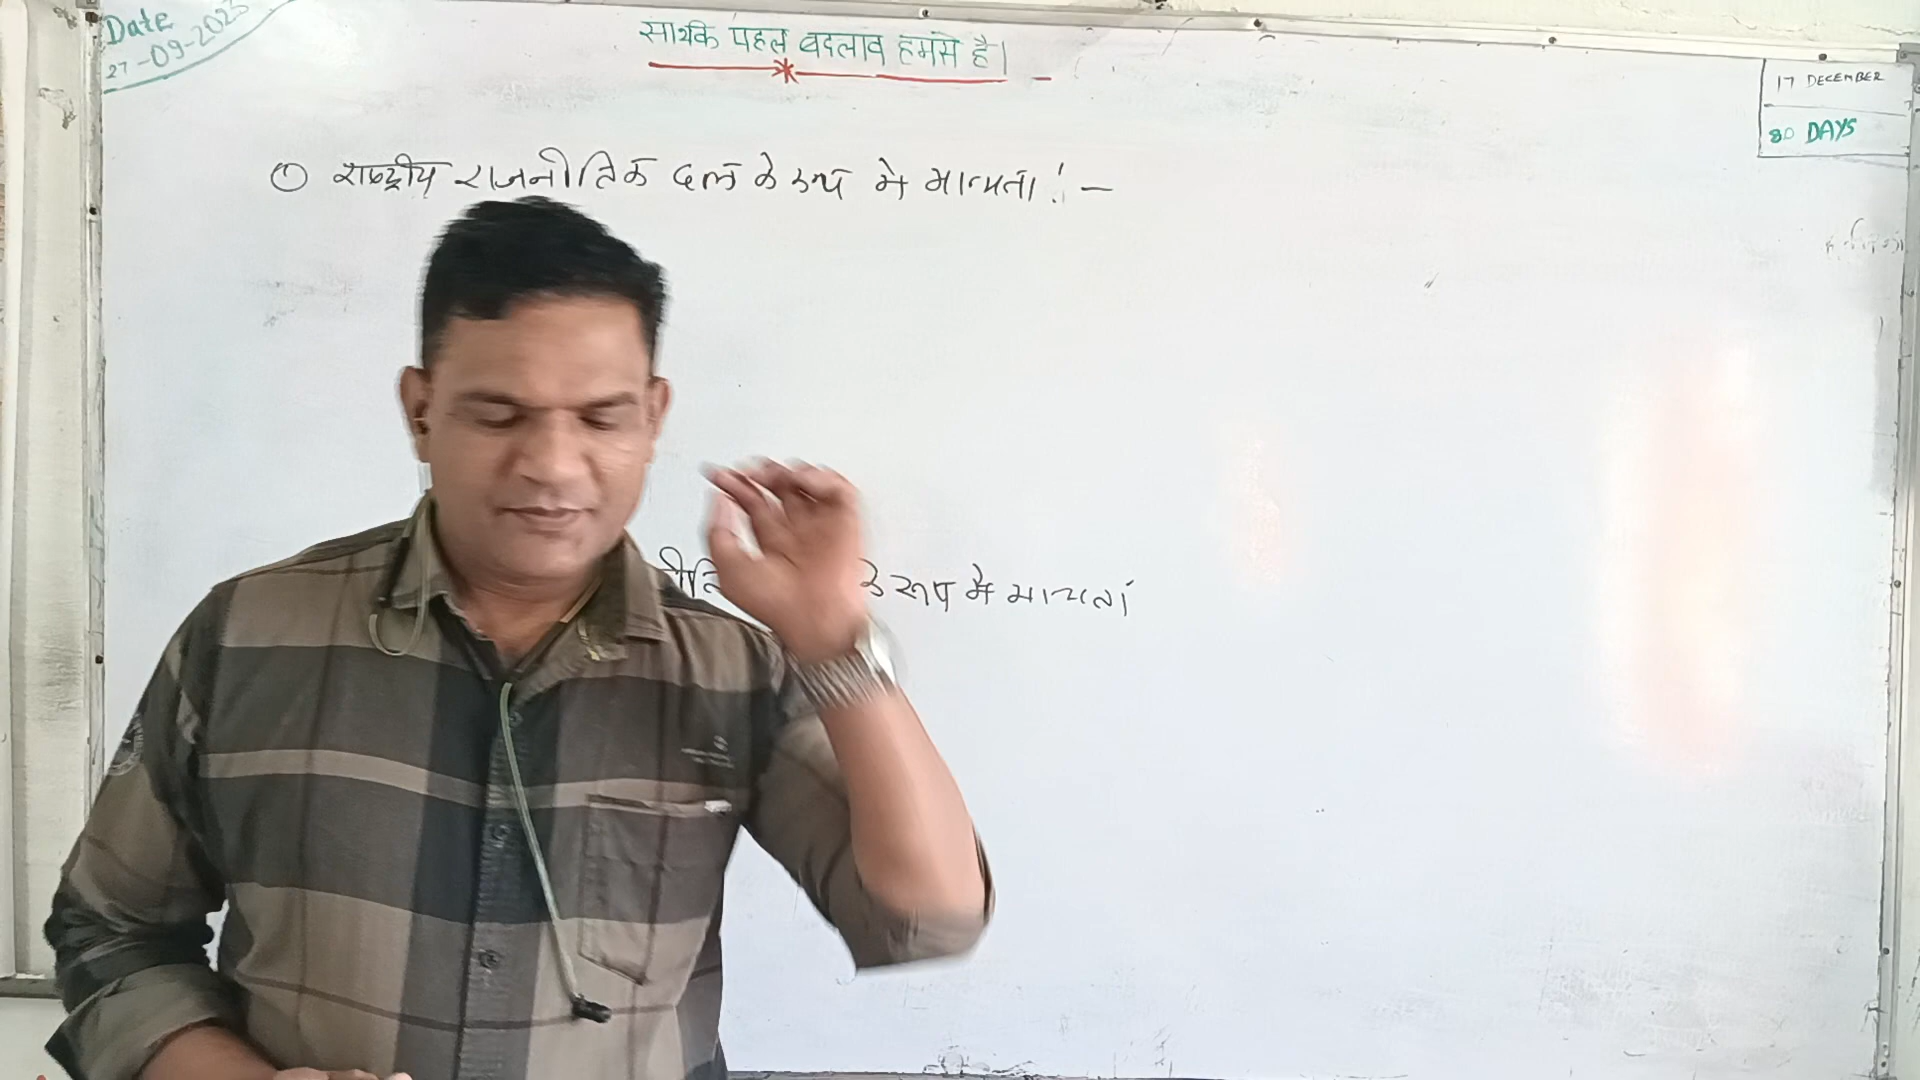 Date
27-09-2023
सार्थक पहल बदलाव हमसे है।
17 DECEMBER
80 DAYS
① राष्ट्रीय राजनीतिक दल के रूप में मान्यता :-
के रूप में मान्यता